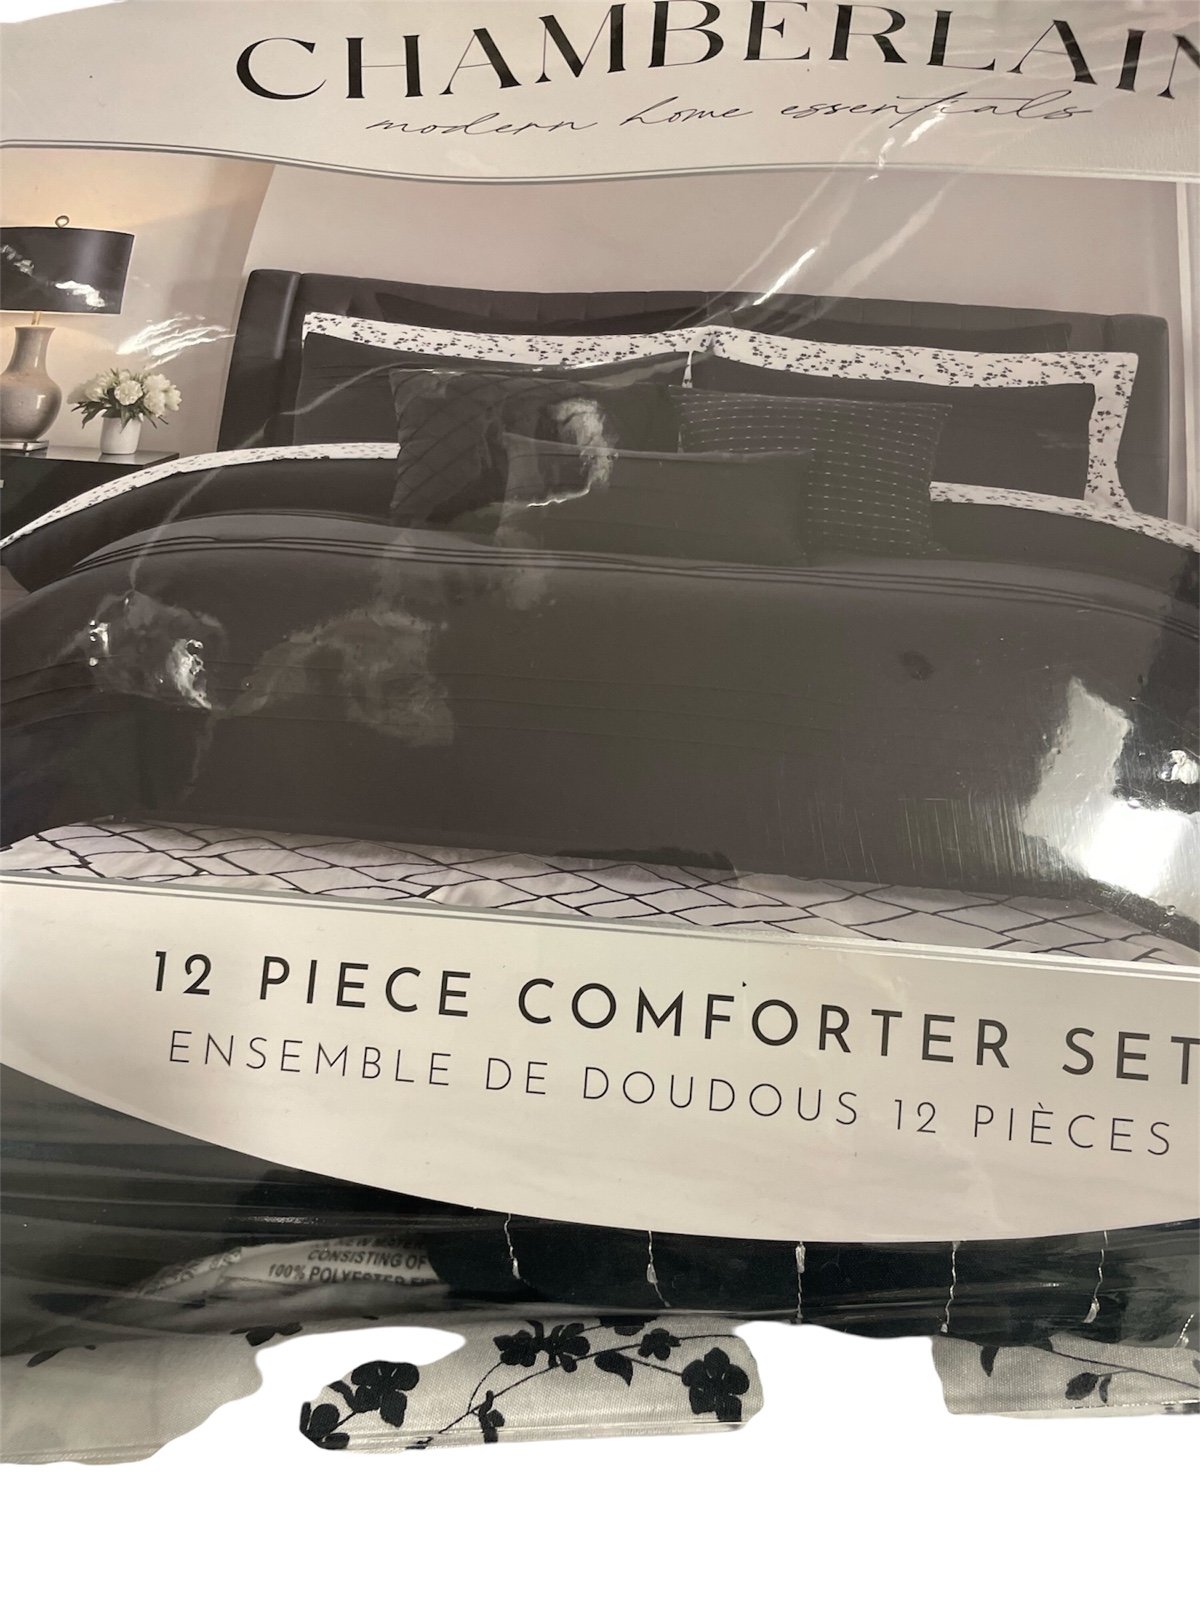 CHAMBERLAIN
modern home essentials
12 PIECE COMFORTER SET
ENSEMBLE DE DOUDOUS 12 PIÈCES
CONSISTING OF
100% POLYESTER